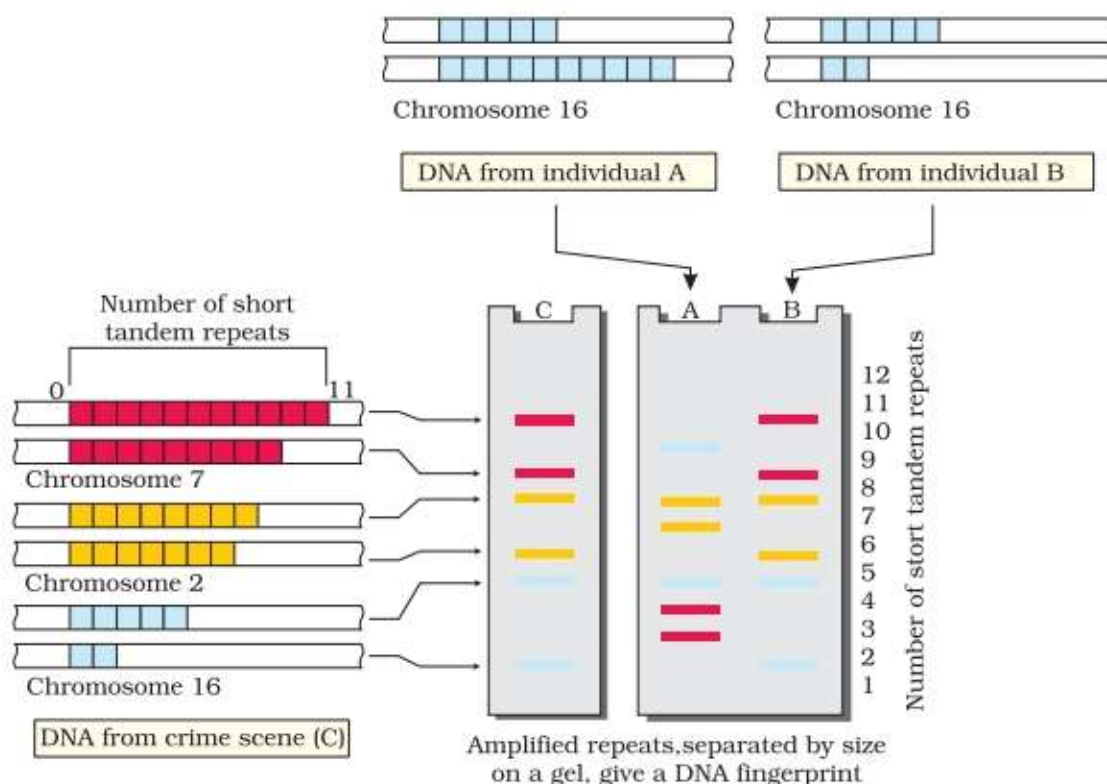 Chromosome 16
Chromosome 16
DNA from individual A
DNA from individual B
Number of short
tandem repeats
0
11
Chromosome 7
Chromosome 2
Chromosome 16
DNA from crime scene (C)
C
A
B
12
11
10
9
8
7
6
5
4
3
2
1
Number of stort tandem repeats
Amplified repeats,separated by size
on a gel, give a DNA fingerprint